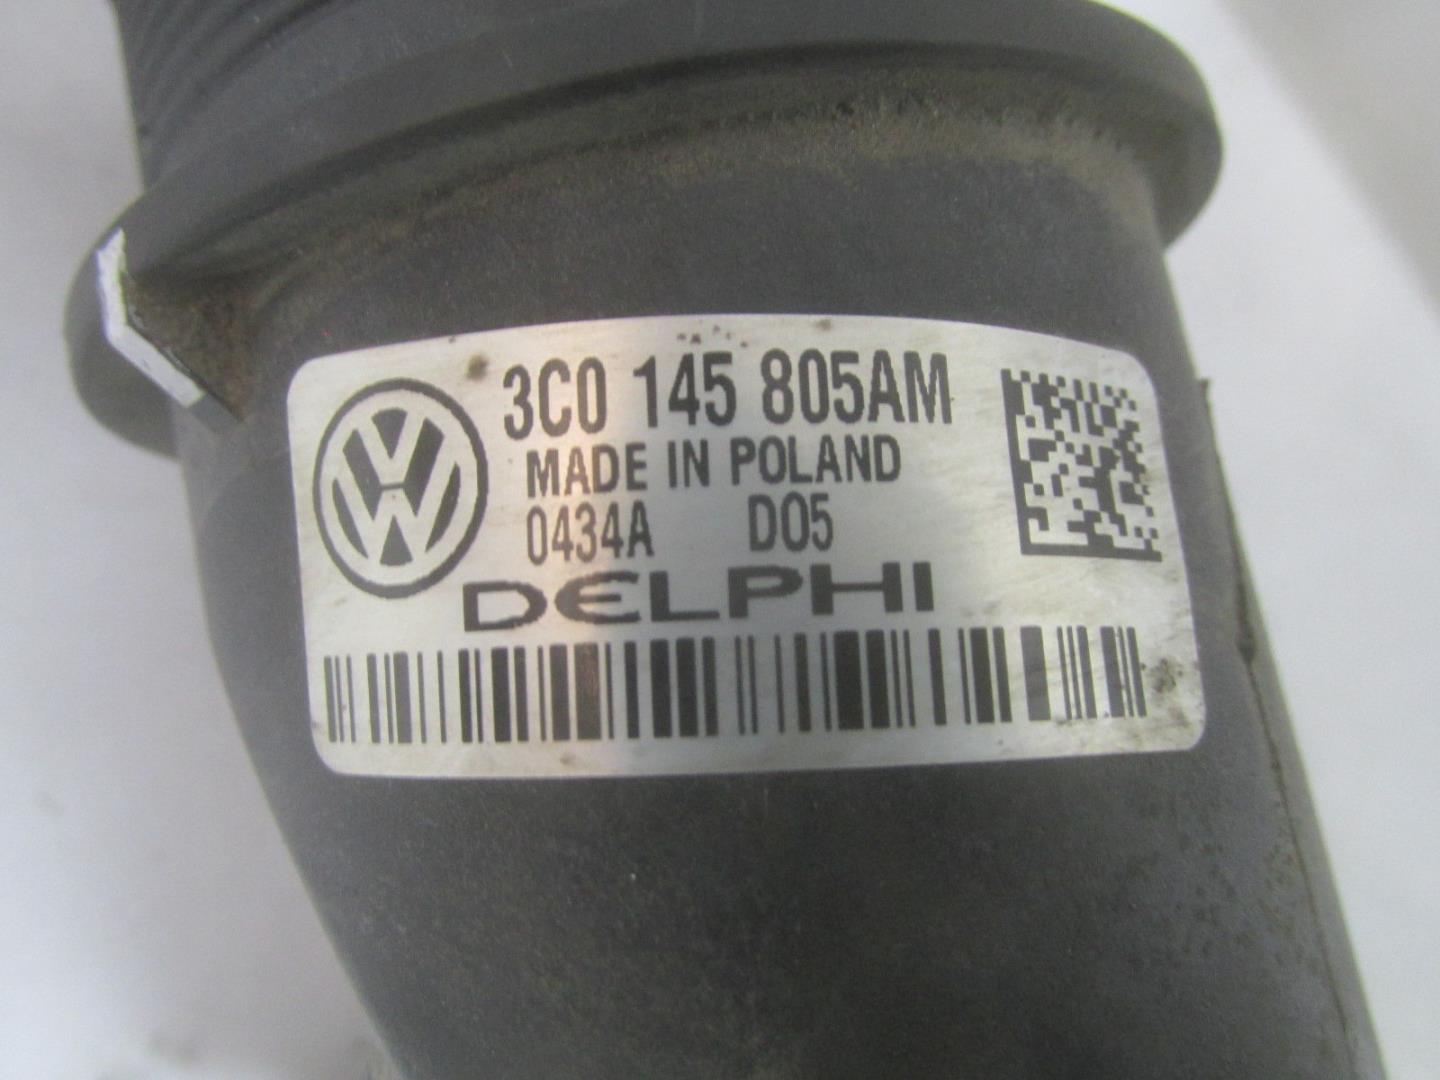 3C0 145 805AM
MADE IN POLAND
0434A D05
DELPHI